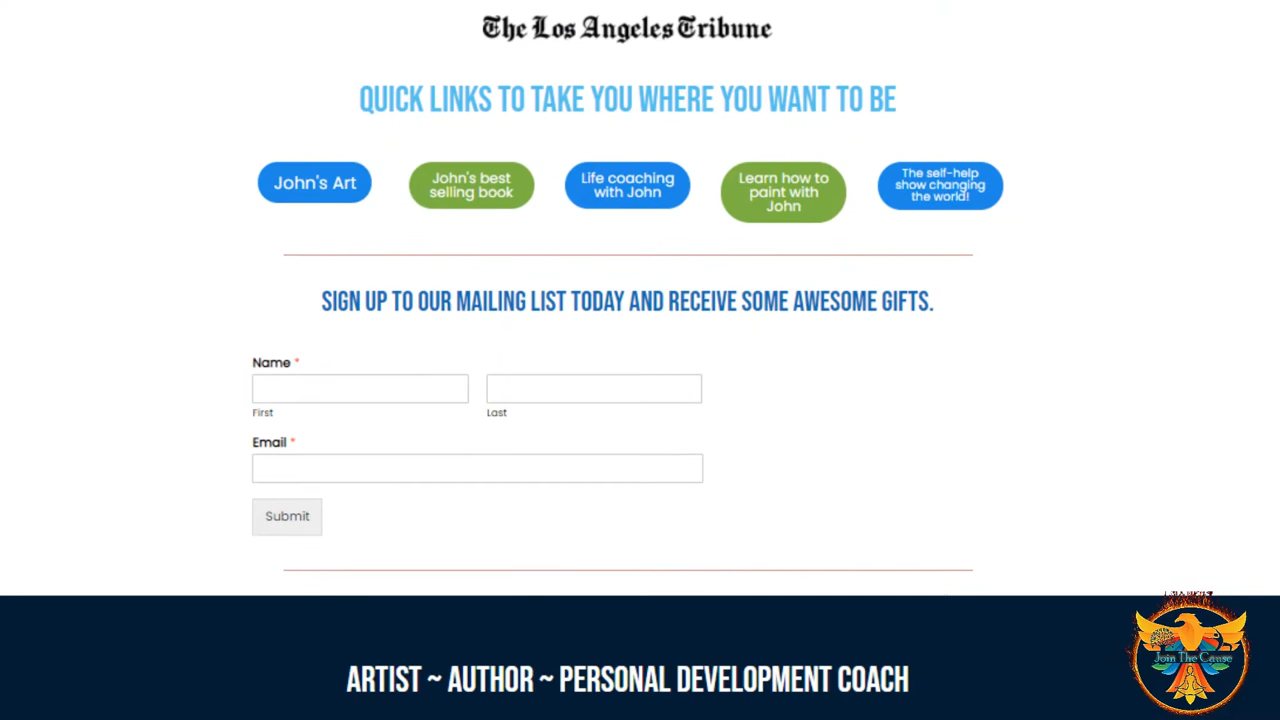 The Los Angeles Tribune
QUICK LINKS TO TAKE YOU WHERE YOU WANT TO BE
John's Art
John's best
selling book
Life coaching
with John
Learn how to
paint with
John
The self-help
show changing
the world!
SIGN UP TO OUR MAILING LIST TODAY AND RECEIVE SOME AWESOME GIFTS.
Name *
First
Last
Email *
Submit
ARTIST ~ AUTHOR ~ PERSONAL DEVELOPMENT COACH
Join The Cause